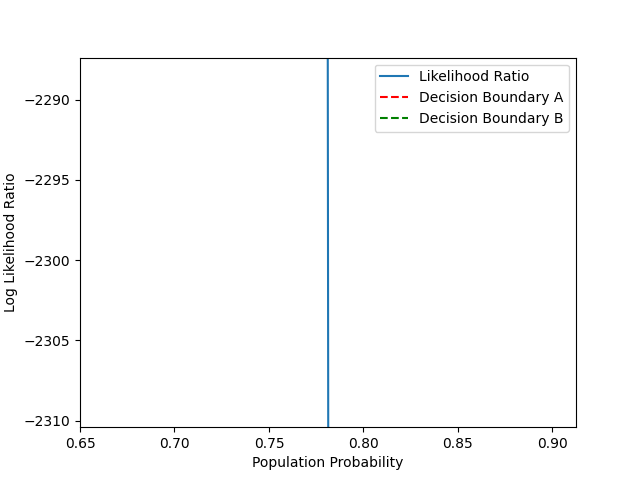 Likelihood Ratio
Decision Boundary A
Decision Boundary B
−2290
−2295
−2300
−2305
−2310
Log Likelihood Ratio
0.65 0.70 0.75 0.80 0.85 0.90
Population Probability